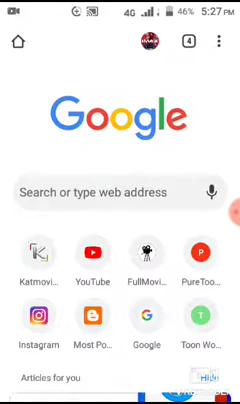 4G 46% 5:27 PM
4
Google
Search or type web address
Katmovi... YouTube FullMovi... PureToo...
Instagram Most Po... Google Toon Wo...
Articles for you Hide